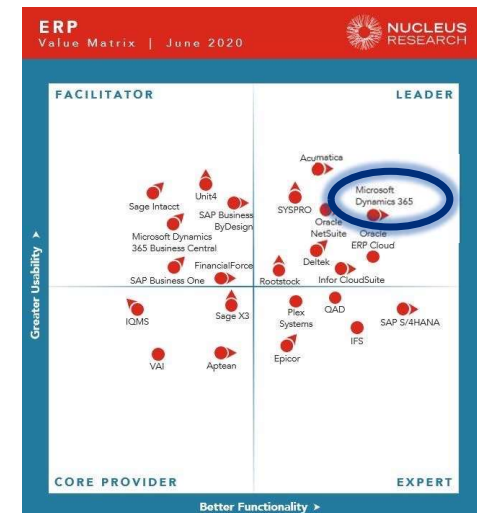 ERP
Value Matrix | June 2020
NUCLEUS
RESEARCH
FACILITATOR
LEADER
Acumatica
Microsoft
Dynamics 365
Sage Intacct
Unit4
SAP Business
ByDesign
SYSPRO
Oracle
NetSuite
Oracle
ERP Cloud
Microsoft Dynamics
365 Business Central
Deltek
SAP Business One
FinancialForce
Rootstock
Infor CloudSuite
IQMS
Sage X3
Plex
Systems
QAD
SAP S/4HANA
IFS
VAI
Aptean
Epicor
CORE PROVIDER
EXPERT
Greater Usability >
Better Functionality >